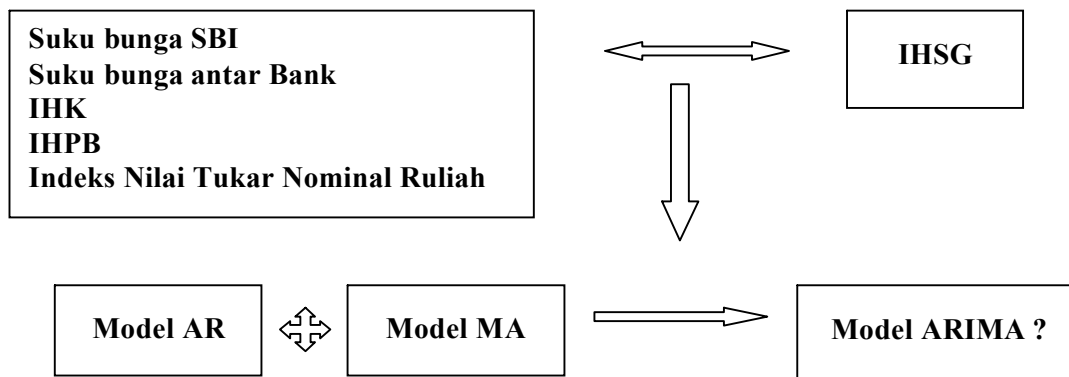 Suku bunga SBI
Suku bunga antar Bank
IHK
IHPB
Indeks Nilai Tukar Nominal Ruliah
IHSG
Model AR
Model MA
Model ARIMA ?